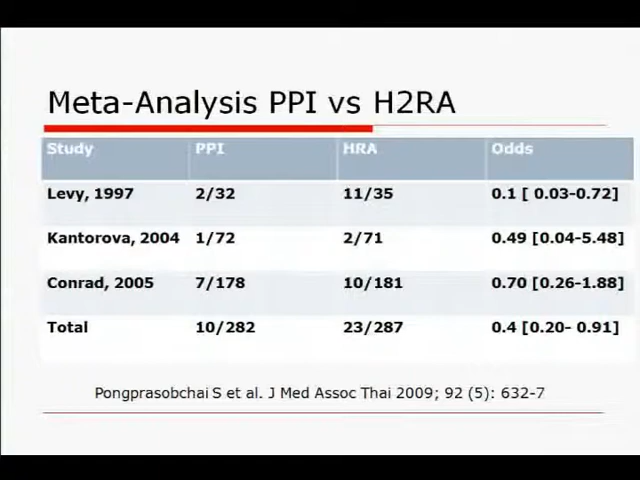 Meta-Analysis PPI vs H2RA
Study PPI HRA Odds
Levy, 1997 2/32 11/35 0.1 [ 0.03-0.72]
Kantorova, 2004 1/72 2/71 0.49 [0.04-5.48]
Conrad, 2005 7/178 10/181 0.70 [0.26-1.88]
Total 10/282 23/287 0.4 [0.20- 0.91]
Pongprasobchai S et al. J Med Assoc Thai 2009; 92 (5): 632-7